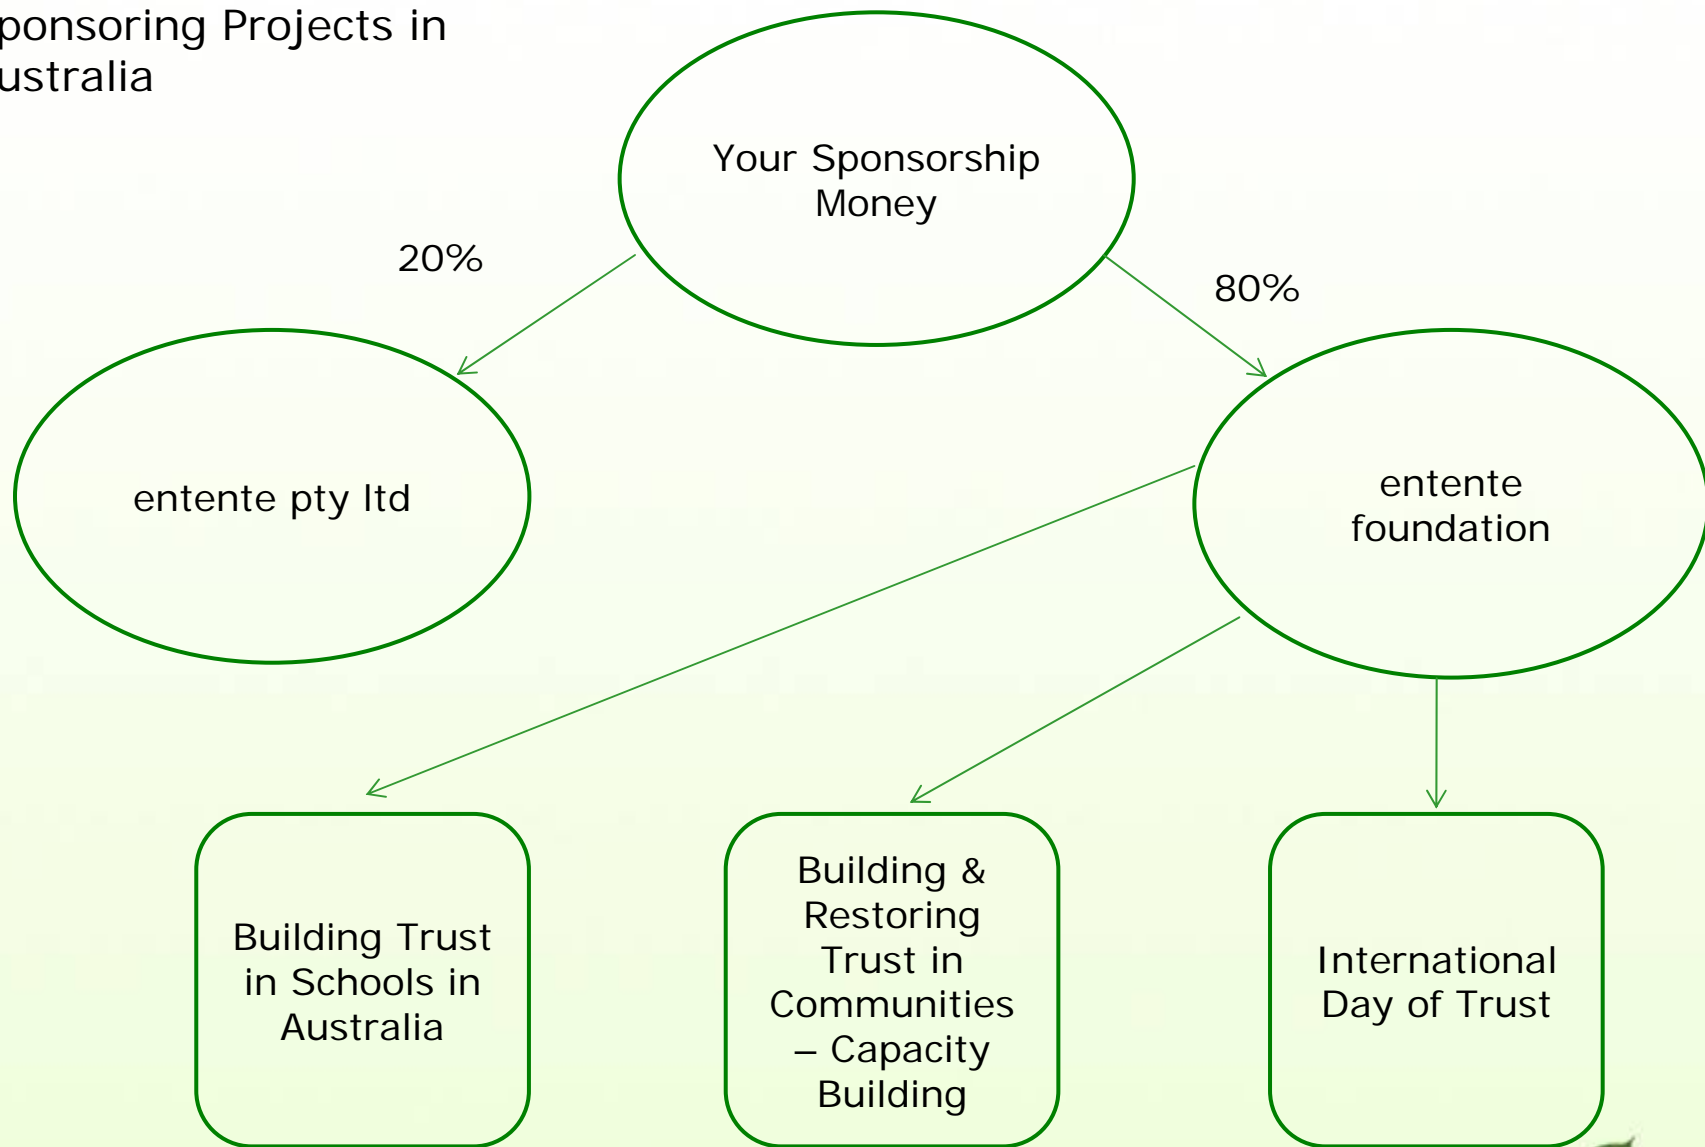 ponsoring Projects in
ustralia
Your Sponsorship
Money
20%
80%
entente pty ltd
entente
foundation
Building Trust
in Schools in
Australia
Building &
Restoring
Trust in
Communities
– Capacity
Building
International
Day of Trust